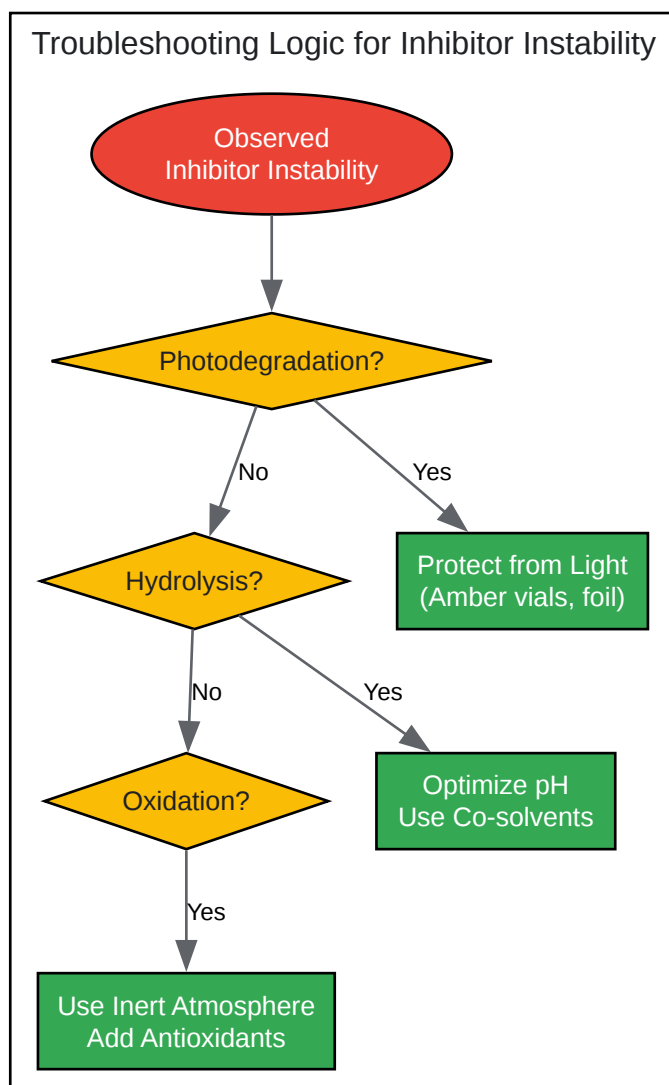 Troubleshooting Logic for Inhibitor Instability
Observed
Inhibitor Instability
Photodegradation?
No
Yes
Hydrolysis?
Protect from Light
(Amber vials, foil)
No
Yes
Oxidation?
Optimize pH
Use Co-solvents
Yes
Use Inert Atmosphere
Add Antioxidants